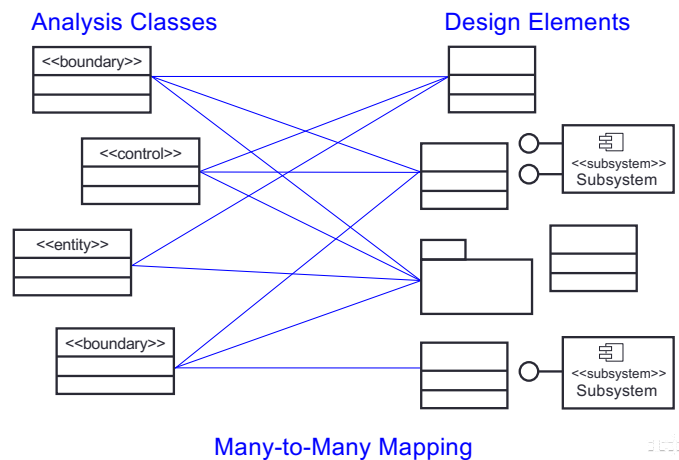 Analysis Classes
Design Elements
<<boundary>>
<<control>>
<<subsystem>>
Subsystem
<<entity>>
<<boundary>>
<<subsystem>>
Subsystem
Many-to-Many Mapping